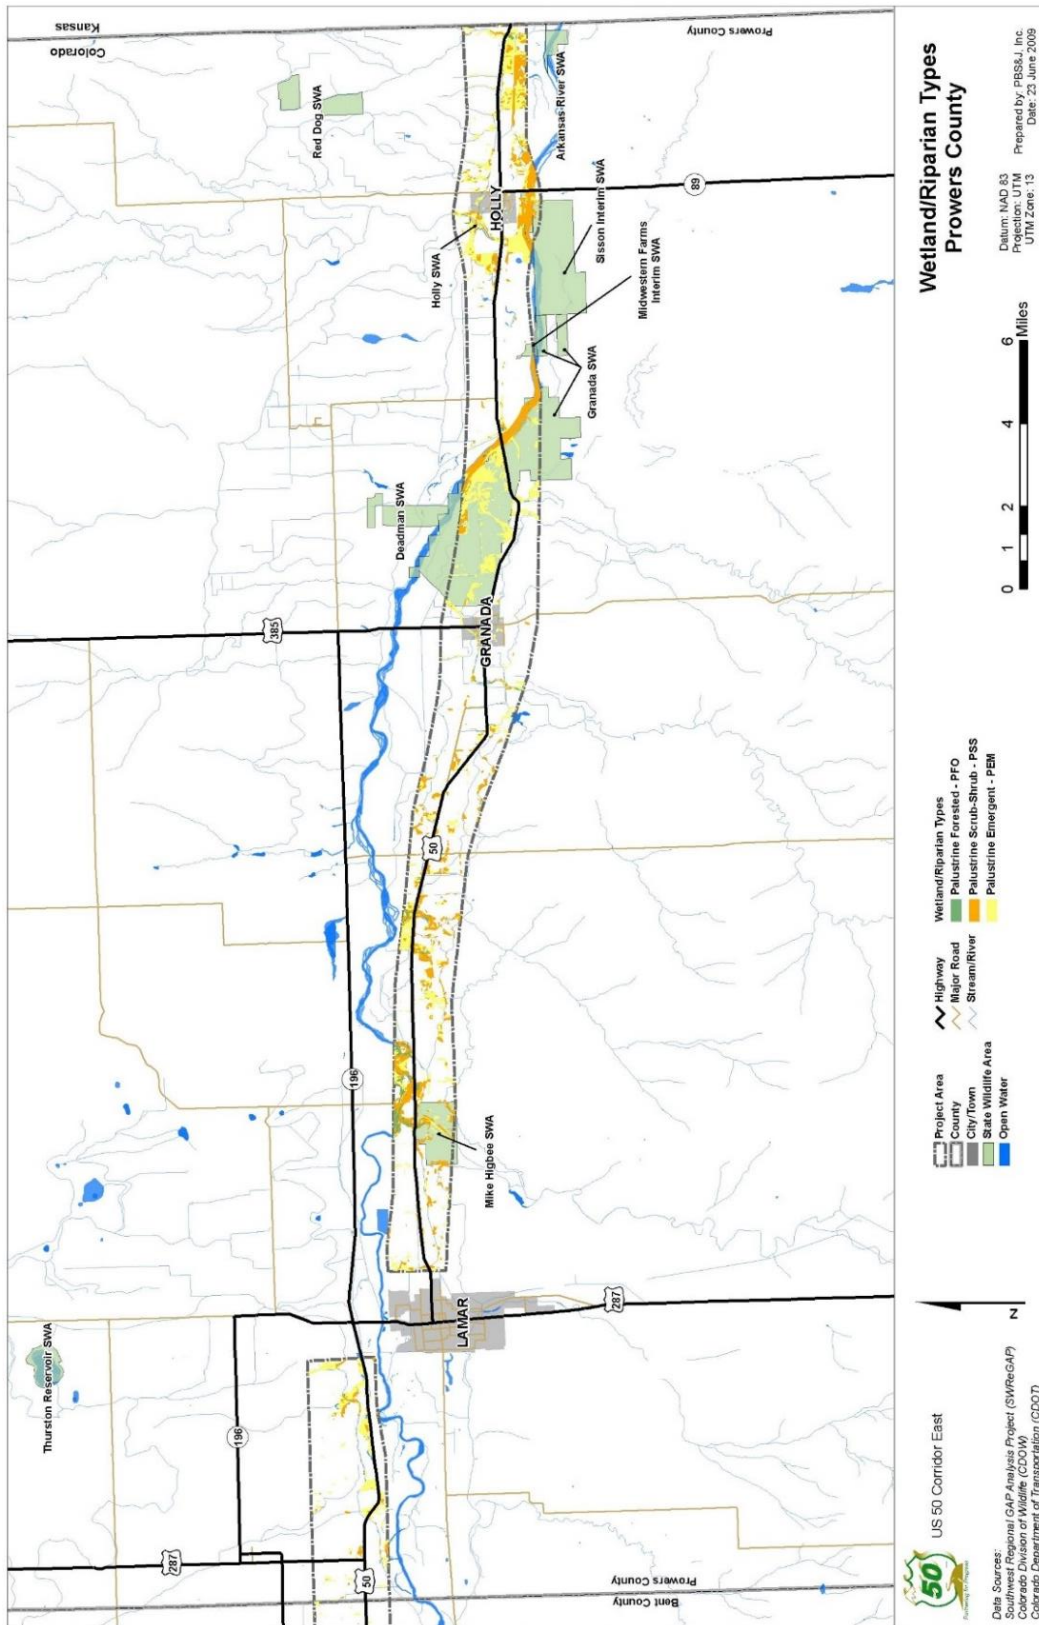 Kansas
Colorado
Prowers County
Red Dog SWA
Arkansas River SWA
Holly SWA
HOLLY
89
Sisson Interim SWA
Midwestern Farms
Interim SWA
Granada SWA
Deadman SWA
385
GRANADA
50
196
Mike Higbee SWA
LAMAR
287
Thurston Reservoir SWA
196
287
50
Prowers County
Bent County
50
US 50 Corridor East
Data Sources:
Southwest Regional GAP Analysis Project (SWReGAP)
Colorado Division of Wildlife (CDOW)
Colorado Department of Transportation (CDOT)
N
Project Area
County
City/Town
State Wildlife Area
Open Water
Highway
Major Road
Stream/River
Wetland/Riparian Types
Palustrine Forested - PFO
Palustrine Scrub-Shrub - PSS
Palustrine Emergent - PEM
0 1 2 4 6
Miles
Wetland/Riparian Types
Prowers County
Datum: NAD 83
Projection: UTM
UTM Zone: 13
Prepared by: PBS&J, Inc.
Date: 23 June 2009